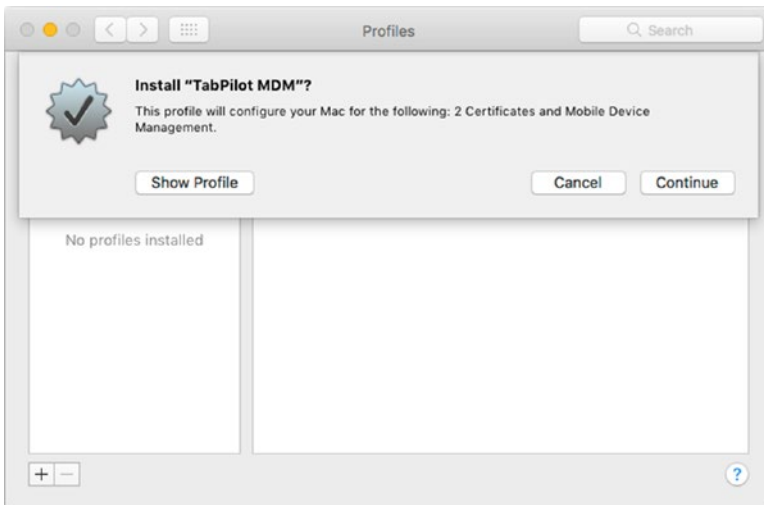 Profiles
Search
Install “TabPilot MDM”?
This profile will configure your Mac for the following: 2 Certificates and Mobile Device
Management.
Show Profile
Cancel
Continue
No profiles installed
+
−
?